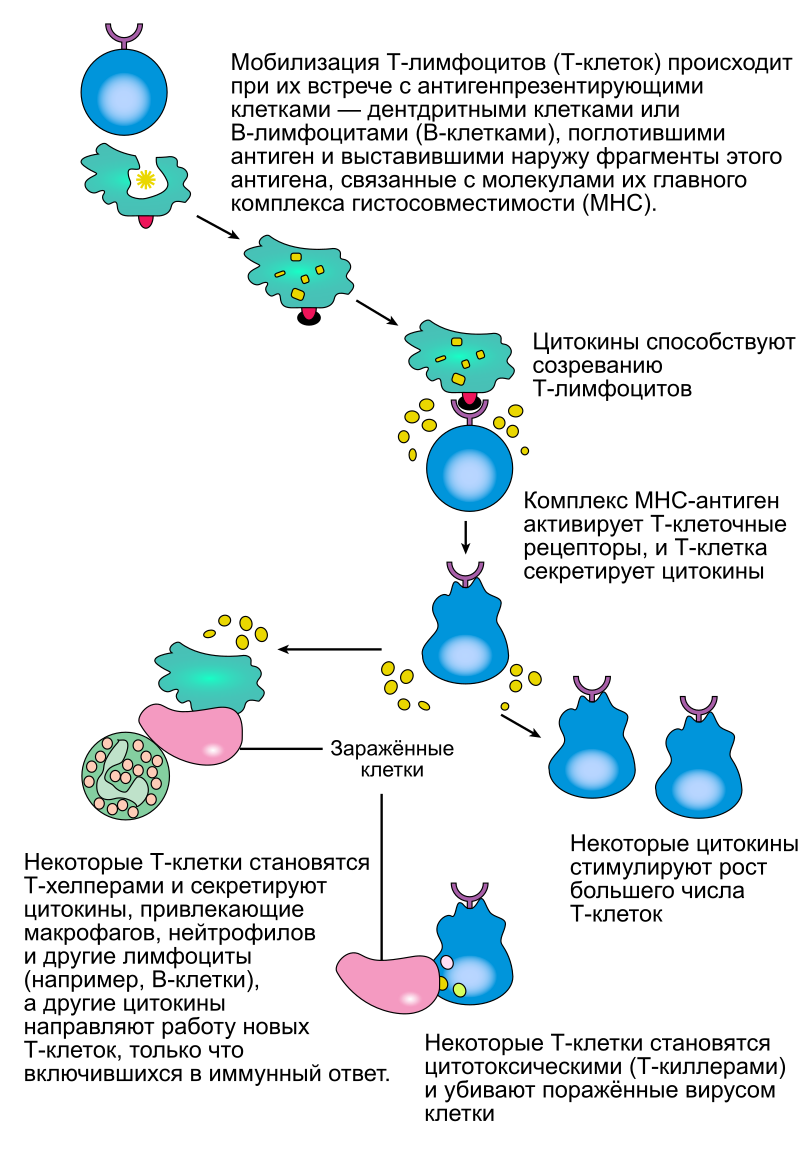 Мобилизация Т-лимфоцитов (Т-клеток) происходит
при их встрече с антигенпрезентирующими
клетками — дентдритными клетками или
В-лимфоцитами (В-клетками), поглотившими
антиген и выставившими наружу фрагменты этого
антигена, связанные с молекулами их главного
комплекса гистосовместимости (МНС).
Цитокины способствуют
созреванию
Т-лимфоцитов
Комплекс МНС-антиген
активирует Т-клеточные
рецепторы, и Т-клетка
секретирует цитокины
Заражённые
клетки
Некоторые цитокины
стимулируют рост
большего числа
Т-клеток
Некоторые Т-клетки становятся
Т-хелперами и секретируют
цитокины, привлекающие
макрофагов, нейтрофилов
и другие лимфоциты
(например, В-клетки),
а другие цитокины
направляют работу новых
Т-клеток, только что
включившихся в иммунный ответ.
Некоторые Т-клетки становятся
цитотоксическими (Т-киллерами)
и убивают поражённые вирусом
клетки